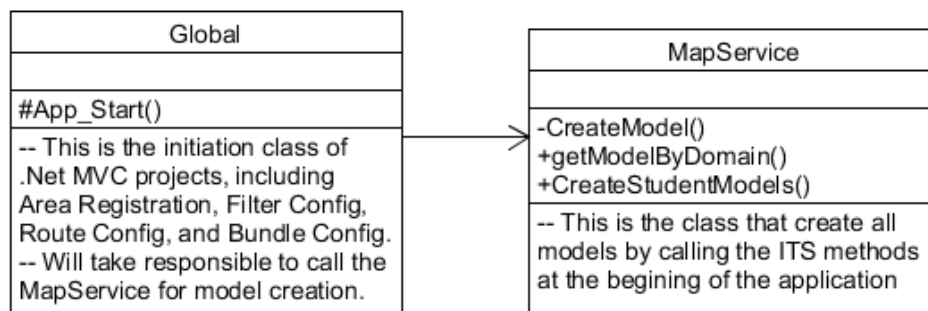 Global
#App_Start()
-- This is the initiation class of
.Net MVC projects, including
Area Registration, Filter Config,
Route Config, and Bundle Config.
-- Will take responsible to call the
MapService for model creation.
MapService
-CreateModel()
+getModelByDomain()
+CreateStudentModels()
-- This is the class that create all
models by calling the ITS methods
at the begining of the application